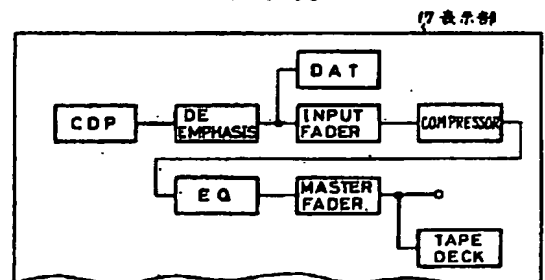 17 表示部
DAT
CDP
DE
EMPHASIS
INPUT
FADER
COMPRESSOR
EQ
MASTER
FADER.
TAPE
DECK